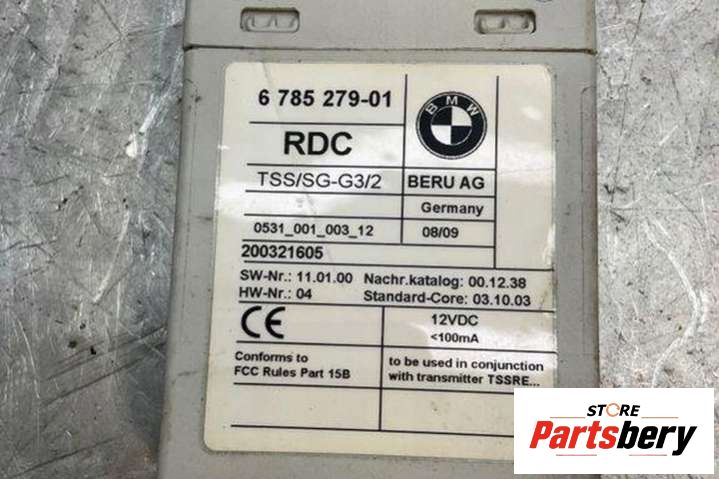 6 785 279-01
BMW
RDC
TSS/SG-G3/2
BERU AG
Germany
0531_001_003_12
08/09
200321605
SW-Nr.: 11.01.00 Nachr.katalog: 00.12.38
HW-Nr.: 04 Standard-Core: 03.10.03
CE
12VDC
<100mA
Conforms to
FCC Rules Part 15B
to be used in conjunction
with transmitter TSSRE...
STORE
Partsbery